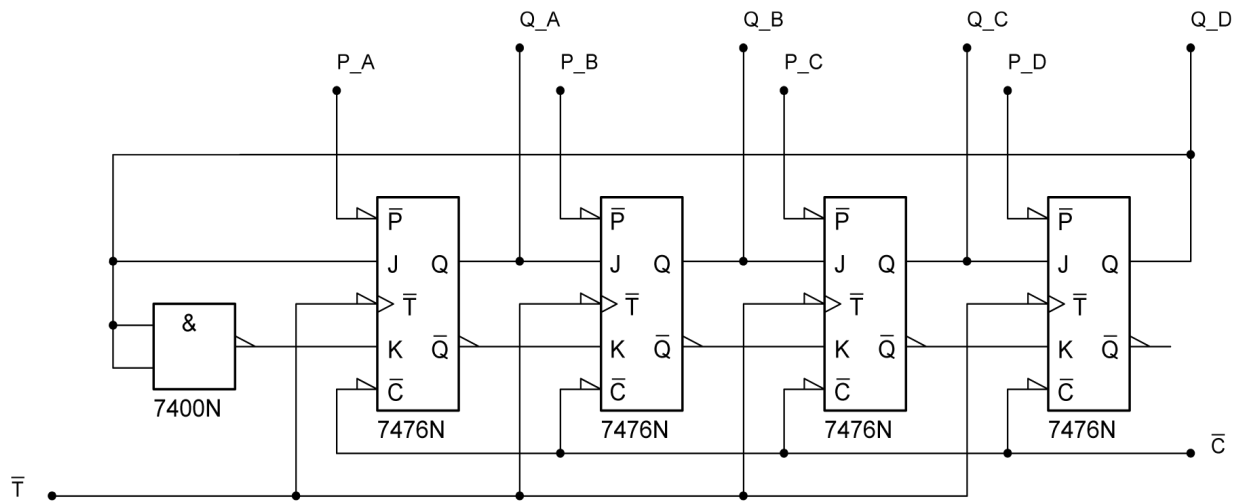 Q_A Q_B Q_C Q_D
P_A P_B P_C P_D
P̅ P̅ P̅ P̅
J Q J Q J Q J Q
& T̅ T̅ T̅ T̅
K Q̅ K Q̅ K Q̅ K Q̅
C̅ C̅ C̅ C̅
7400N
7476N 7476N 7476N 7476N
C̅
T̅